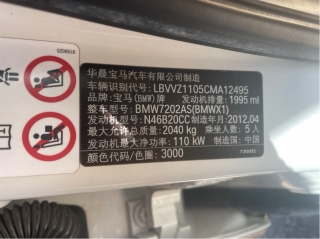 华晨宝马汽车有限公司制造
车辆识别代号: LBVVZ1105CMA12495
品牌: 宝马(BMW)牌 发动机排量: 1995 ml
整车型号: BMW7202AS(BMWX1)
发动机型号: N46B20CC 制造年月: 2012.04
最大允许总质量: 2040 kg 乘坐人数: 5 人
发动机最大净功率: 110 kW 制造国: 中国
颜色代码/色圈: 3000